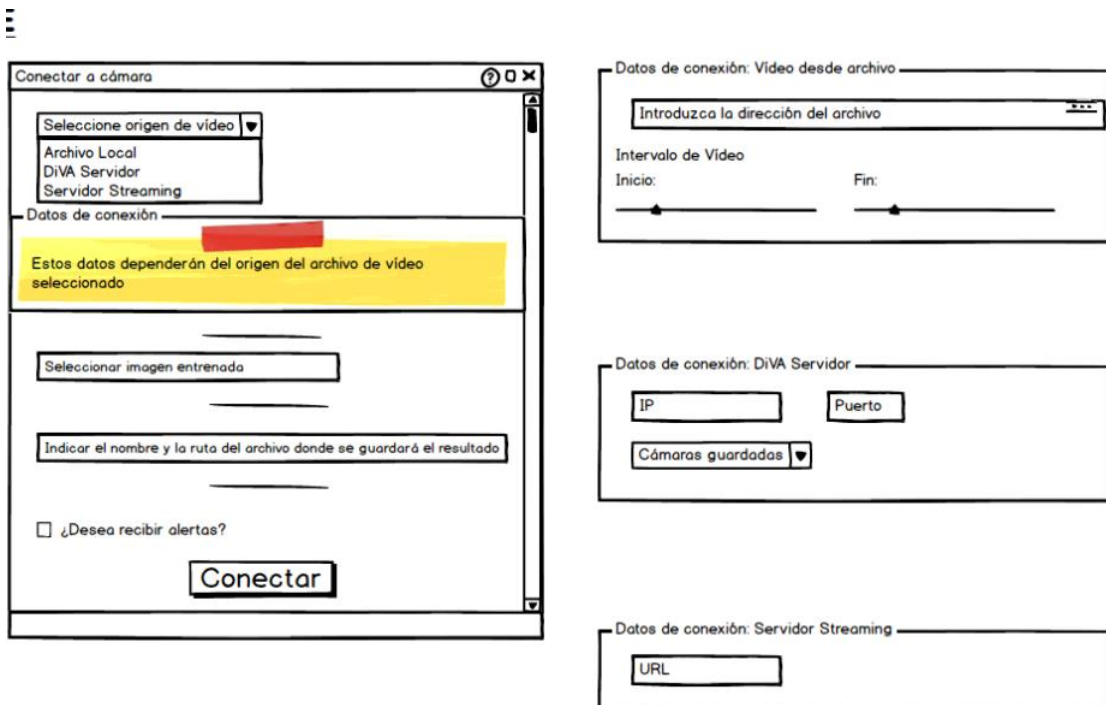 Conectar a cámara
Seleccione origen de vídeo
Archivo Local
DiVA Servidor
Servidor Streaming
Datos de conexión
Estos datos dependerán del origen del archivo de vídeo
seleccionado
Seleccionar imagen entrenada
Indicar el nombre y la ruta del archivo donde se guardará el resultado
¿Desea recibir alertas?
Conectar
Datos de conexión: Vídeo desde archivo
Introduzca la dirección del archivo
Intervalo de Vídeo
Inicio:
Fin:
Datos de conexión: DiVA Servidor
IP
Puerto
Cámaras guardadas
Datos de conexión: Servidor Streaming
URL